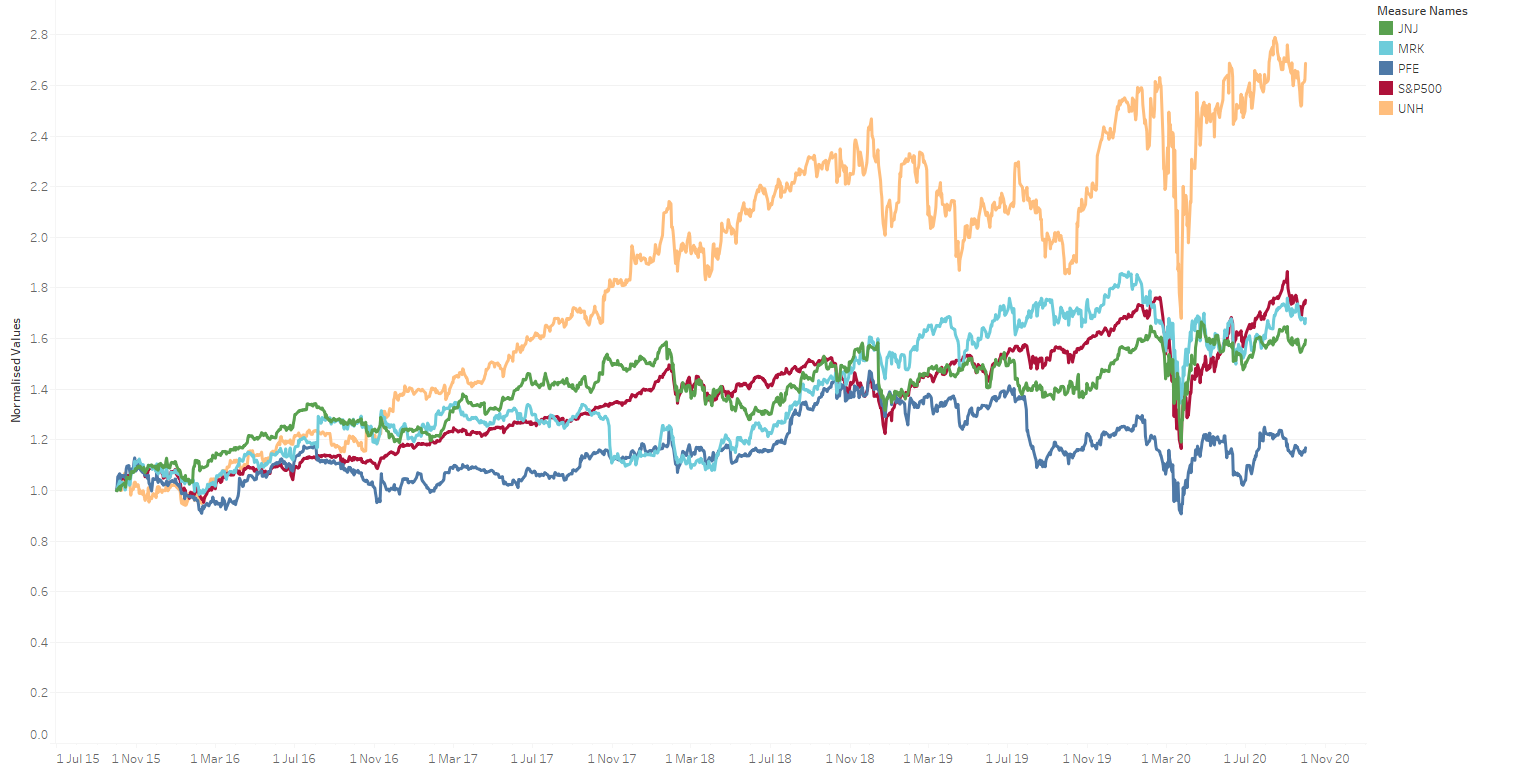 Measure Names
JNJ
MRK
PFE
S&P500
UNH
Normalised Values
2.8
2.6
2.4
2.2
2.0
1.8
1.6
1.4
1.2
1.0
0.8
0.6
0.4
0.2
0.0
1 Jul 15 1 Nov 15 1 Mar 16 1 Jul 16 1 Nov 16 1 Mar 17 1 Jul 17 1 Nov 17 1 Mar 18 1 Jul 18 1 Nov 18 1 Mar 19 1 Jul 19 1 Nov 19 1 Mar 20 1 Jul 20 1 Nov 20